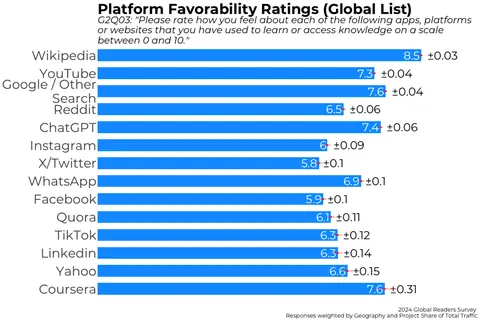 Platform Favorability Ratings (Global List)
G2Q03: "Please rate how you feel about each of the following apps, platforms
or websites that you have used to learn or access knowledge on a scale
between 0 and 10."
Wikipedia 8.5 ±0.03
YouTube 7.3 ±0.04
Google / Other
Search 7.6 ±0.04
Reddit 6.5 ±0.06
ChatGPT 7.4 ±0.06
Instagram 6 ±0.09
X/Twitter 5.8 ±0.1
WhatsApp 6.9 ±0.1
Facebook 5.9 ±0.1
Quora 6.1 ±0.11
TikTok 6.3 ±0.12
Linkedin 6.3 ±0.14
Yahoo 6.6 ±0.15
Coursera 7.6 ±0.31
2024 Global Readers Survey
Responses weighted by Geography and Project Share of Total Traffic